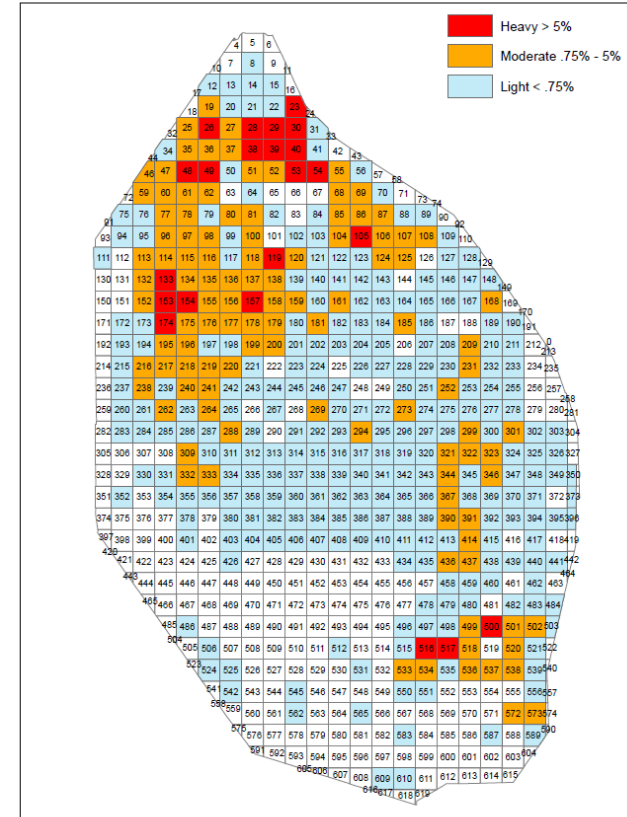 Heavy > 5%
Moderate .75% - 5%
Light < .75%
4 5 6
10 7 8 9 11
17 12 13 14 15 16
18 19 20 21 22 23 24
32 25 26 27 28 29 30 31 33
44 34 35 36 37 38 39 40 41 42 43
46 47 48 49 50 51 52 53 54 55 56 57 58
72 59 60 61 62 63 64 65 66 67 68 69 70 71 73 74
91 75 76 77 78 79 80 81 82 83 84 85 86 87 88 89 90 92
93 94 95 96 97 98 99 100 101 102 103 104 105 106 107 108 109 110
111 112 113 114 115 116 117 118 119 120 121 122 123 124 125 126 127 128 129
130 131 132 133 134 135 136 137 138 139 140 141 142 143 144 145 146 147 148 149
150 151 152 153 154 155 156 157 158 159 160 161 162 163 164 165 166 167 168 169 170
171 172 173 174 175 176 177 178 179 180 181 182 183 184 185 186 187 188 189 190 191
192 193 194 195 196 197 198 199 200 201 202 203 204 205 206 207 208 209 210 211 212 0 213
214 215 216 217 218 219 220 221 222 223 224 225 226 227 228 229 230 231 232 233 234 235
236 237 238 239 240 241 242 243 244 245 246 247 248 249 250 251 252 253 254 255 256 257 258
259 260 261 262 263 264 265 266 267 268 269 270 271 272 273 274 275 276 277 278 279 280 281
282 283 284 285 286 287 288 289 290 291 292 293 294 295 296 297 298 299 300 301 302 303 304
305 306 307 308 309 310 311 312 313 314 315 316 317 318 319 320 321 322 323 324 325 326 327
328 329 330 331 332 333 334 335 336 337 338 339 340 341 342 343 344 345 346 347 348 349 350
351 352 353 354 355 356 357 358 359 360 361 362 363 364 365 366 367 368 369 370 371 372 373
374 375 376 377 378 379 380 381 382 383 384 385 386 387 388 389 390 391 392 393 394 395 396
397 398 399 400 401 402 403 404 405 406 407 408 409 410 411 412 413 414 415 416 417 418 419
420 421 422 423 424 425 426 427 428 429 430 431 432 433 434 435 436 437 438 439 440 441 442
443 444 445 446 447 448 449 450 451 452 453 454 455 456 457 458 459 460 461 462 463 464
465 466 467 468 469 470 471 472 473 474 475 476 477 478 479 480 481 482 483 484
485 486 487 488 489 490 491 492 493 494 495 496 497 498 499 500 501 502 503
504 505 506 507 508 509 510 511 512 513 514 515 516 517 518 519 520 521 522
523 524 525 526 527 528 529 530 531 532 533 534 535 536 537 538 539 540
541 542 543 544 545 546 547 548 549 550 551 552 553 554 555 556 557
558 559 560 561 562 563 564 565 566 567 568 569 570 571 572 573 574
575 576 577 578 579 580 581 582 583 584 585 586 587 588 589 590
591 592 593 594 595 596 597 598 599 600 601 602 603 604
605 606 607 608 609 610 611 612 613 614 615
616 617 618 619